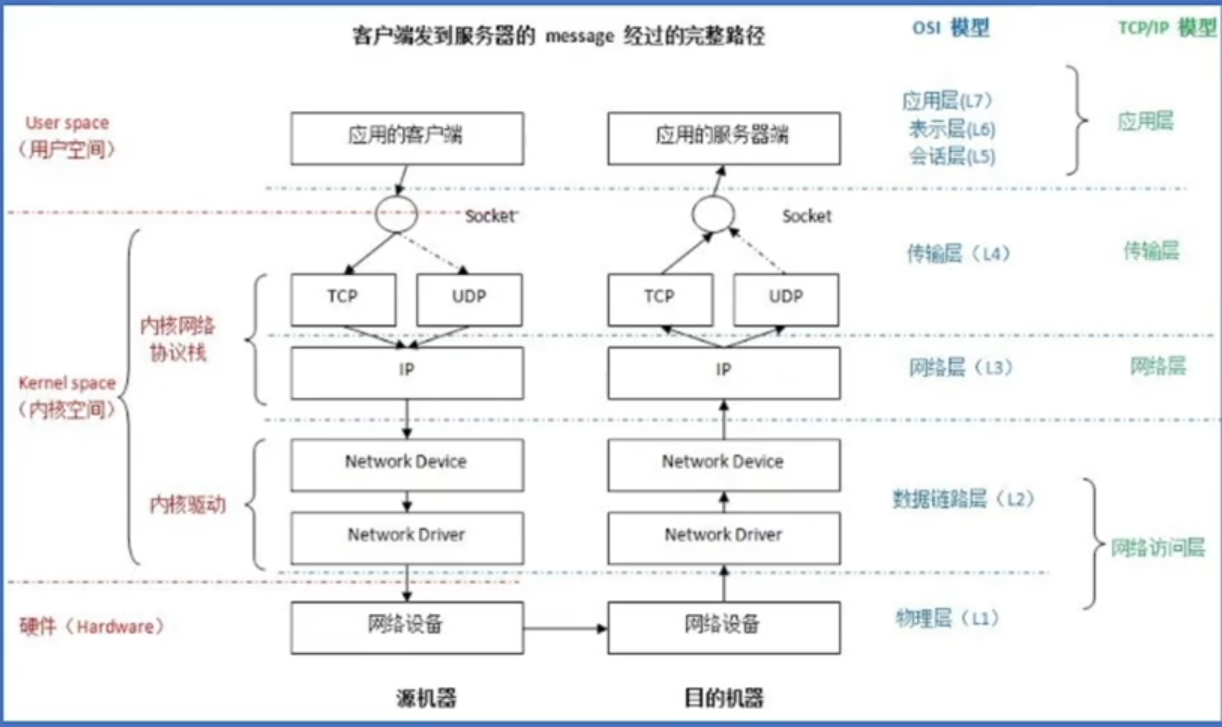 客户端发到服务器的 message 经过的完整路径
OSI 模型
TCP/IP 模型
User space
（用户空间）
应用的客户端
应用的服务器端
应用层(L7)
表示层(L6)
会话层(L5)
应用层
Socket
Socket
传输层（L4）
传输层
TCP
UDP
TCP
UDP
内核网络
协议栈
IP
IP
网络层（L3）
网络层
Kernel space
（内核空间）
Network Device
Network Device
内核驱动
数据链路层（L2）
Network Driver
Network Driver
网络访问层
硬件（Hardware）
网络设备
网络设备
物理层（L1）
源机器
目的机器